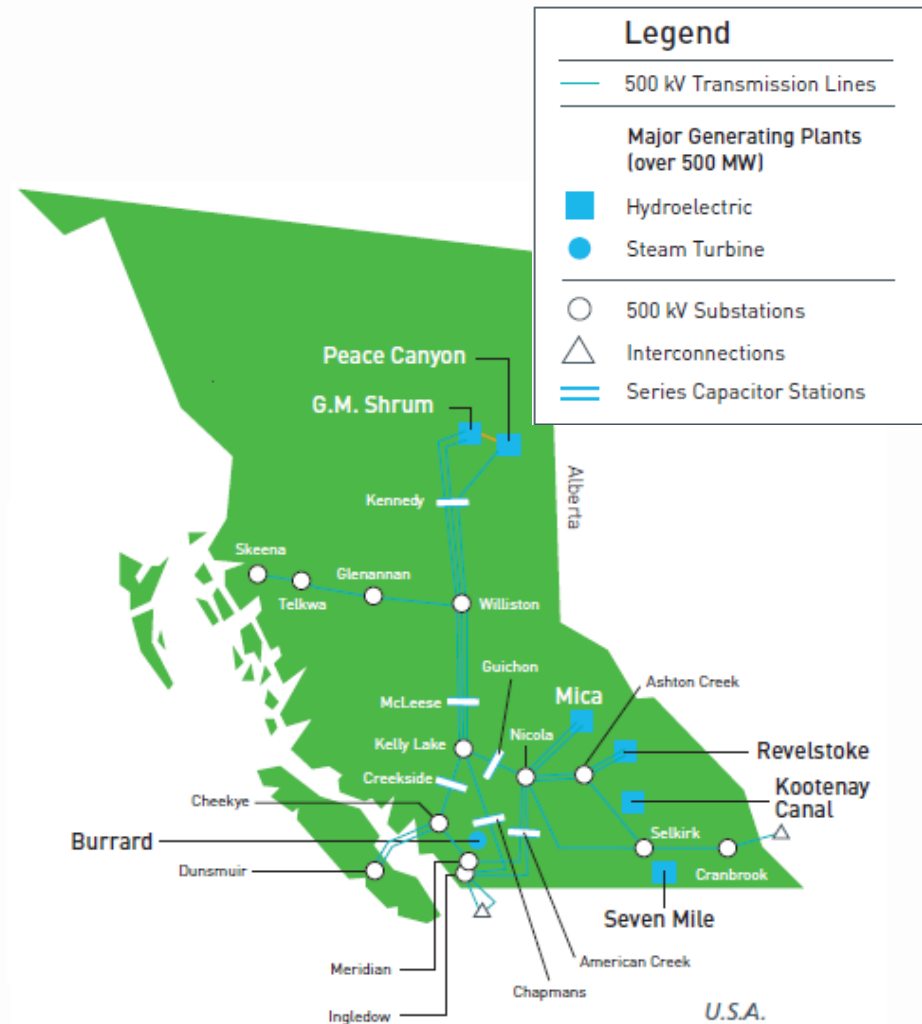 Legend
500 kV Transmission Lines
Major Generating Plants
(over 500 MW)
Hydroelectric
Steam Turbine
500 kV Substations
Interconnections
Series Capacitor Stations
Peace Canyon
G.M. Shrum
Alberta
Kennedy
Skeena
Glenannan
Telkwa
Williston
Guichon
Ashton Creek
McLeese
Mica
Kelly Lake
Nicola
Revelstoke
Creekside
Kootenay
Canal
Cheekye
Burrard
Selkirk
Dunsmuir
Cranbrook
Seven Mile
American Creek
Meridian
Chapmans
Ingledow
U.S.A.